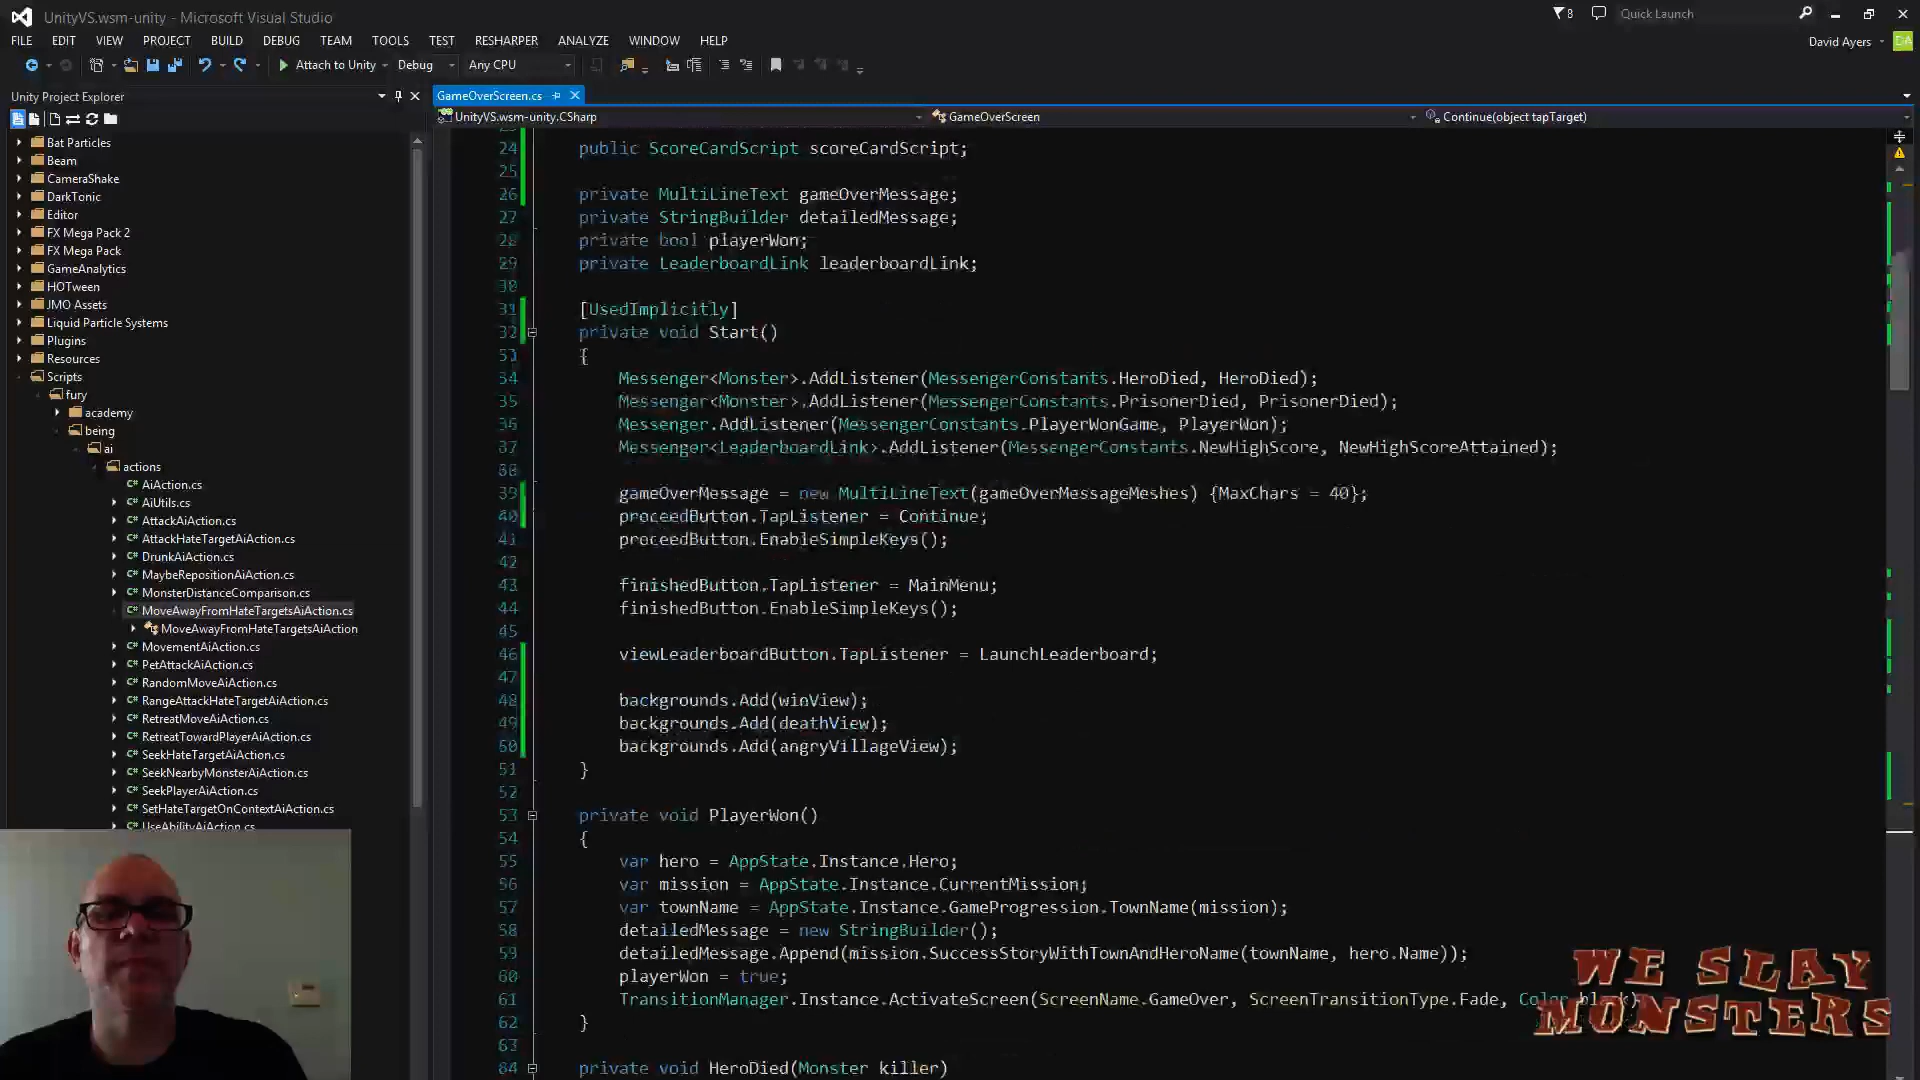 UnityVS.wsm-unity - Microsoft Visual Studio
8
Quick Launch
FILE EDIT VIEW PROJECT BUILD DEBUG TEAM TOOLS TEST RESHARPER ANALYZE WINDOW HELP
David Ayers
DA
Attach to Unity Debug Any CPU
Unity Project Explorer
GameOverScreen.cs
UnityVS.wsm-unity.CSharp
GameOverScreen
Continue(object tapTarget)
Bat Particles
Beam
CameraShake
DarkTonic
Editor
FX Mega Pack 2
FX Mega Pack
GameAnalytics
HOTween
JMO Assets
Liquid Particle Systems
Plugins
Resources
Scripts
fury
academy
being
ai
actions
AiAction.cs
AiUtils.cs
AttackAiAction.cs
AttackHateTargetAiAction.cs
DrunkAiAction.cs
MaybeRepositionAiAction.cs
MonsterDistanceComparison.cs
MoveAwayFromHateTargetsAiAction.cs
MoveAwayFromHateTargetsAiAction
MovementAiAction.cs
PetAttackAiAction.cs
RandomMoveAiAction.cs
RangeAttackHateTargetAiAction.cs
RetreatMoveAiAction.cs
RetreatTowardPlayerAiAction.cs
SeekHateTargetAiAction.cs
SeekNearbyMonsterAiAction.cs
SeekPlayerAiAction.cs
SetHateTargetOnContextAiAction.cs
UseAbilityAiAction.cs
24 public ScoreCardScript scoreCardScript;
25
26 private MultiLineText gameOverMessage;
27 private StringBuilder detailedMessage;
28 private bool playerWon;
29 private LeaderboardLink leaderboardLink;
30
31 [UsedImplicitly]
32 private void Start()
{
Messenger<Monster>.AddListener(MessengerConstants.HeroDied, HeroDied);
35 Messenger<Monster>.AddListener(MessengerConstants.PrisonerDied, PrisonerDied);
36 Messenger.AddListener(MessengerConstants.PlayerWonGame, PlayerWon);
37 Messenger<LeaderboardLink>.AddListener(MessengerConstants.NewHighScore, NewHighScoreAttained);
39 gameOverMessage = new MultiLineText(gameOverMessageMeshes) {MaxChars = 40};
40 proceedButton.TapListener = Continue;
41 proceedButton.EnableSimpleKeys();
42
43 finishedButton.TapListener = MainMenu;
44 finishedButton.EnableSimpleKeys();
45
46 viewLeaderboardButton.TapListener = LaunchLeaderboard;
47
48 backgrounds.Add(winView);
49 backgrounds.Add(deathView);
backgrounds.Add(angryVillageView);
51 }
52
53 private void PlayerWon()
54 {
55 var hero = AppState.Instance.Hero;
56 var mission = AppState.Instance.CurrentMission;
57 var townName = AppState.Instance.GameProgression.TownName(mission);
58 detailedMessage = new StringBuilder();
59 detailedMessage.Append(mission.SuccessStoryWithTownAndHeroName(townName, hero.Name));
60 playerWon = true;
61 TransitionManager.Instance.ActivateScreen(ScreenName.GameOver, ScreenTransitionType.Fade, Color.black)
62 }
63
private void HeroDied(Monster killer)
WE SLAY
MONSTERS